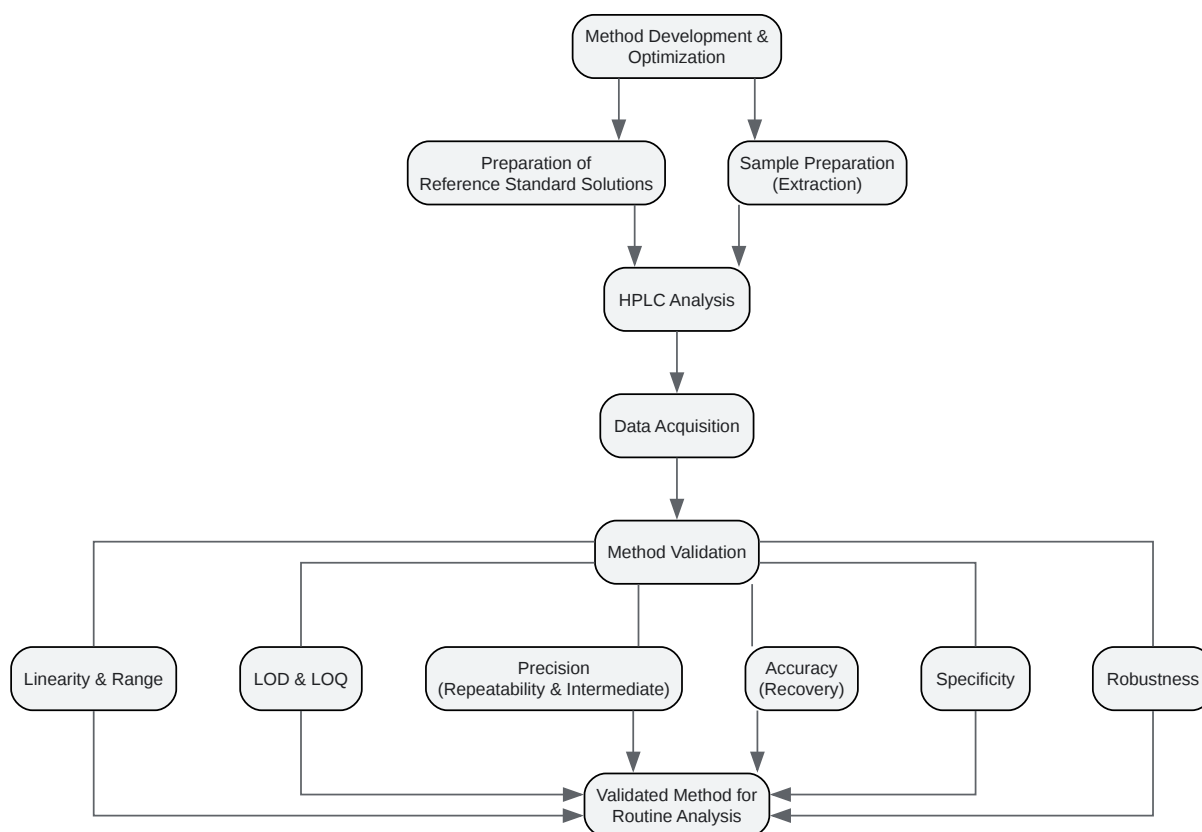 Method Development &
Optimization
Preparation of
Reference Standard Solutions
Sample Preparation
(Extraction)
HPLC Analysis
Data Acquisition
Method Validation
Linearity & Range
LOD & LOQ
Precision
(Repeatability & Intermediate)
Accuracy
(Recovery)
Specificity
Robustness
Validated Method for
Routine Analysis